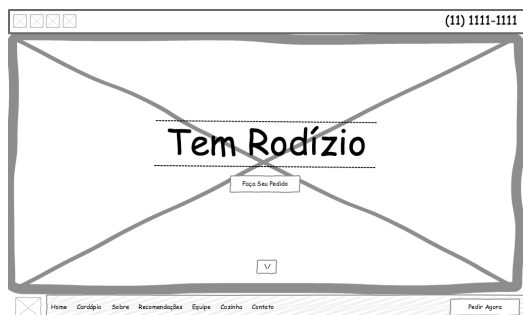 (11) 1111-1111
Tem Rodízio
Faça Seu Pedido
\/
Home Cardápio Sobre Recomendações Equipe Cozinha Contato Pedir Agora